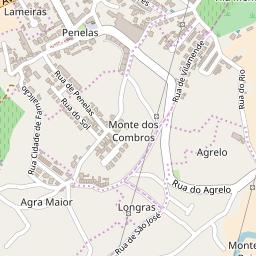 Lameiras
Penelas
Rua de Penelas
Rua do Sol
Rua Cidade de Fa
Rua de Vilamende
Rua do Rio
Monte dos
Combros
Agrelo
Rua do Agrelo
Agra Maior
Longras
Rua de São José
Monte